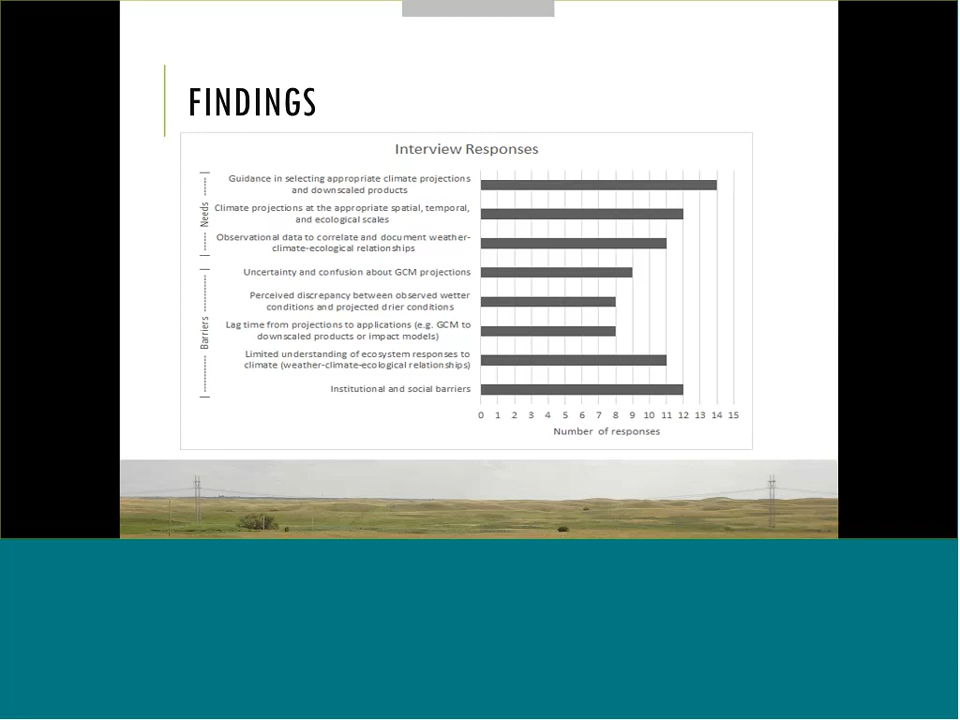 FINDINGS
Interview Responses
Needs
Guidance in selecting appropriate climate projections
and downscaled products
Climate projections at the appropriate spatial, temporal,
and ecological scales
Observational data to correlate and document weather-
climate-ecological relationships
Barriers
Uncertainty and confusion about GCM projections
Perceived discrepancy between observed wetter
conditions and projected drier conditions
Lag time from projections to applications (e.g. GCM to
downscaled products or impact models)
Limited understanding of ecosystem responses to
climate (weather-climate-ecological relationships)
Institutional and social barriers
0 1 2 3 4 5 6 7 8 9 10 11 12 13 14 15
Number of responses